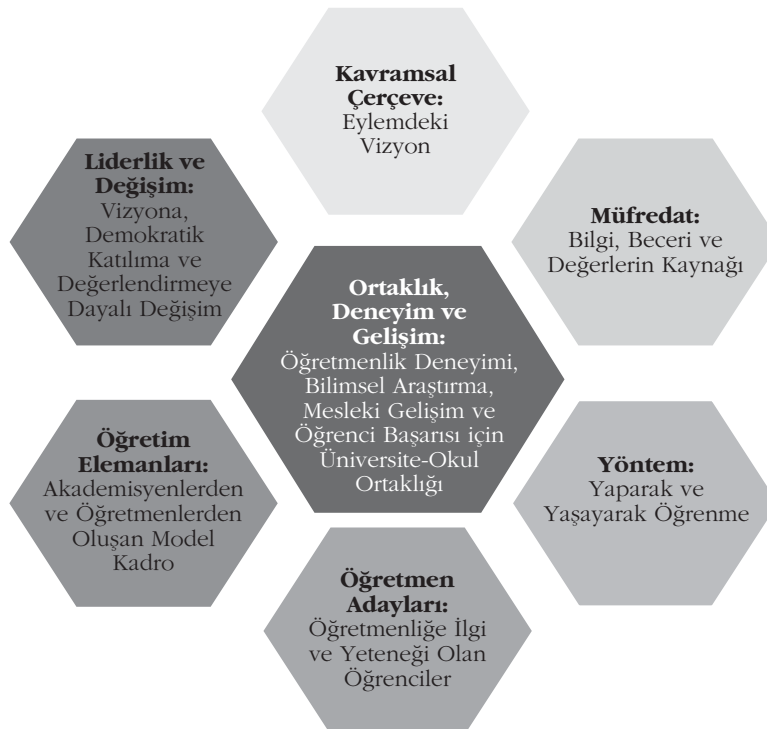 Kavramsal
Çerçeve:
Eylemdeki
Vizyon
Liderlik ve
Değişim:
Vizyona,
Demokratik
Katılıma ve
Değerlendirmeye
Dayalı Değişim
Müfredat:
Bilgi, Beceri ve
Değerlerin Kaynağı
Ortaklık,
Deneyim ve
Gelişim:
Öğretmenlik Deneyimi,
Bilimsel Araştırma,
Mesleki Gelişim ve
Öğrenci Başarısı için
Üniversite-Okul
Ortaklığı
Öğretim
Elemanları:
Akademisyenlerden
ve Öğretmenlerden
Oluşan Model
Kadro
Yöntem:
Yaparak ve
Yaşayarak Öğrenme
Öğretmen
Adayları:
Öğretmenliğe İlgi
ve Yeteneği Olan
Öğrenciler